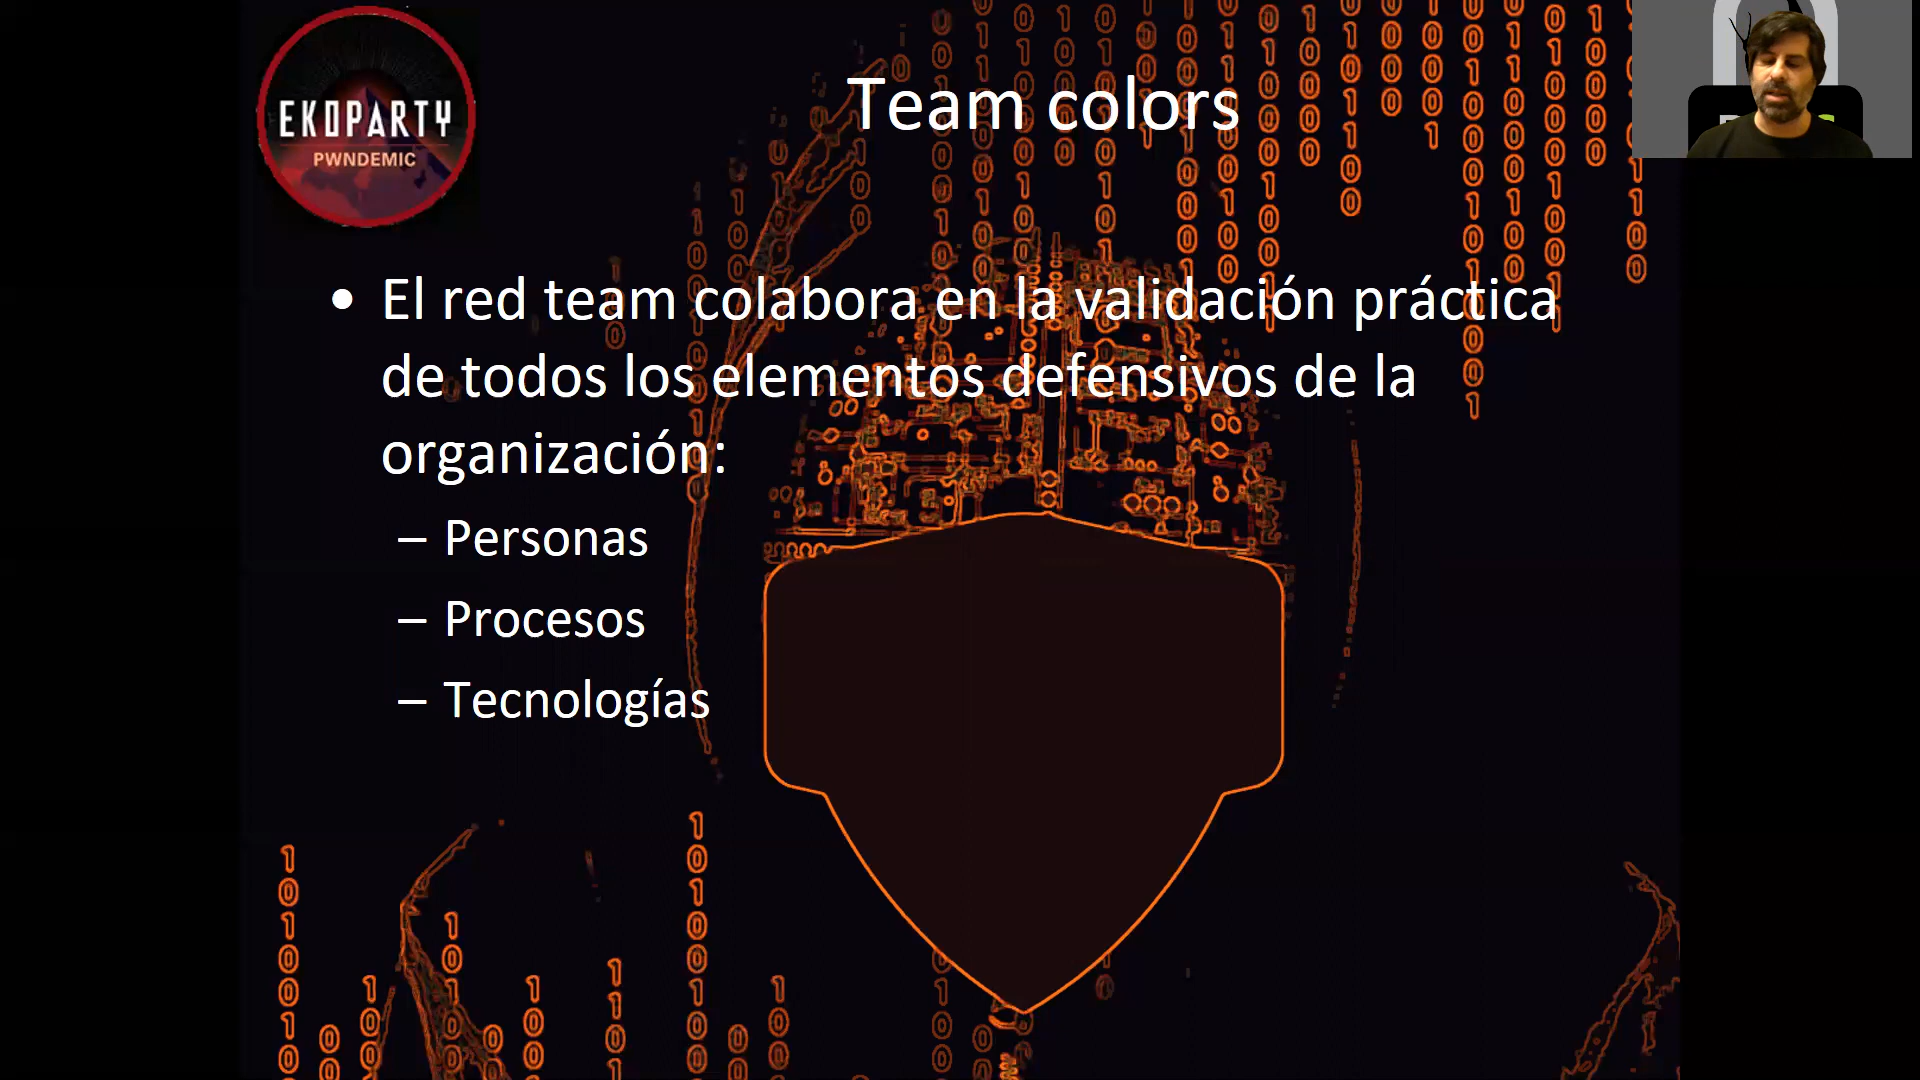 EKOPARTY
PWNDEMIC
Team colors
• El red team colabora en la validación práctica
de todos los elementos defensivos de la
organización:
– Personas
– Procesos
– Tecnologías